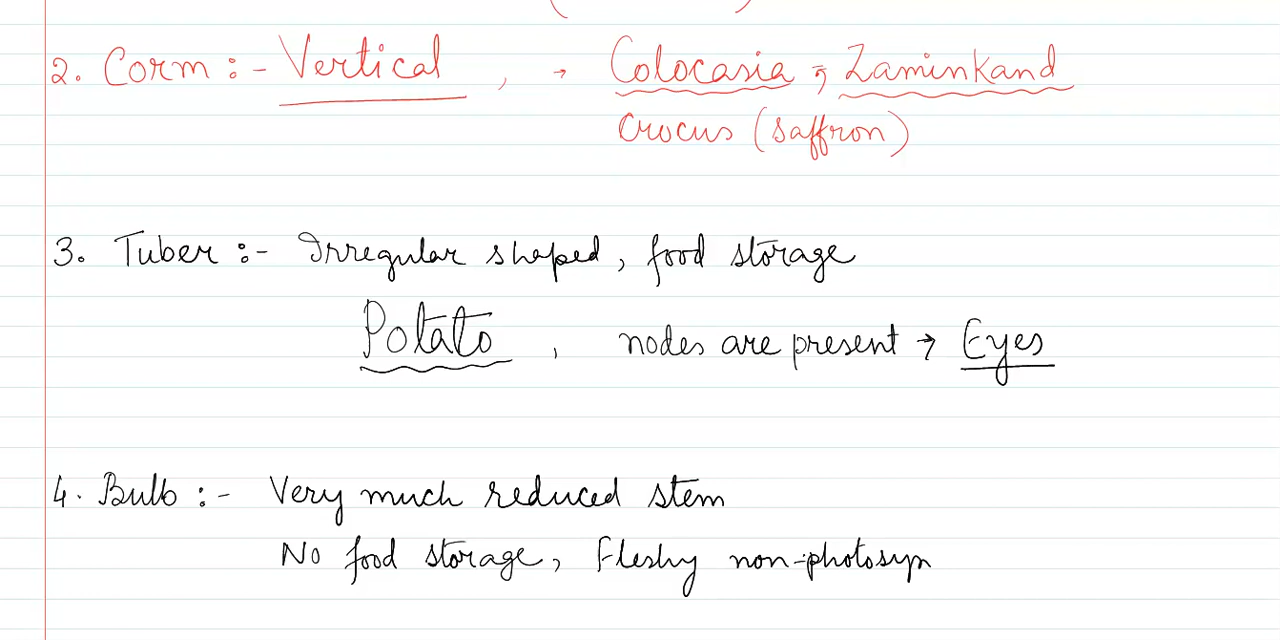 2. Corm :- Vertical , → Colocasia , Zaminkand
Crocus (Saffron)
3. Tuber :- Irregular shaped, food storage
Potato , nodes are present → Eyes
4. Bulb :- Very much reduced stem
No food storage, Fleshy non-photosyn